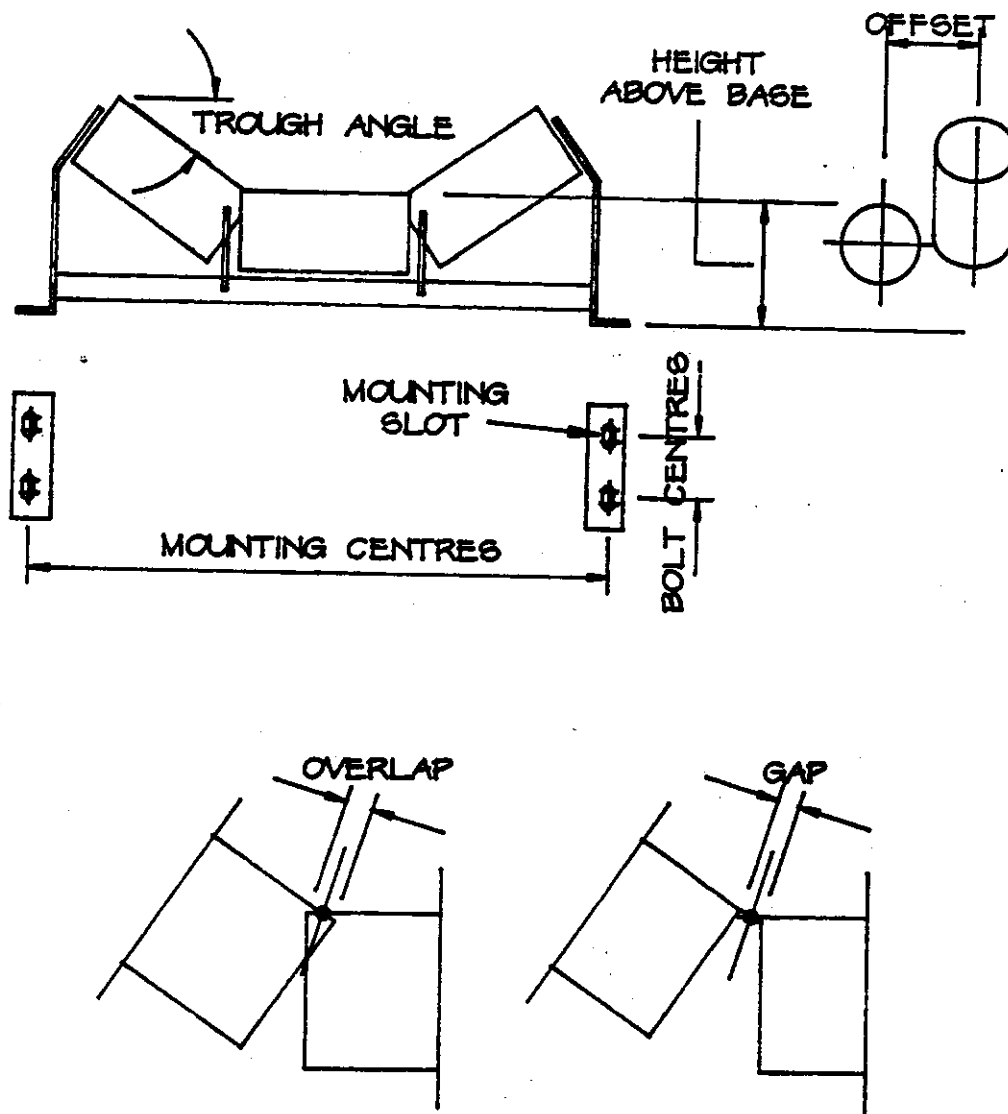 OFFSET
HEIGHT
ABOVE BASE
TROUGH ANGLE
MOUNTING
SLOT
BOLT CENTRES
MOUNTING CENTRES
OVERLAP
GAP